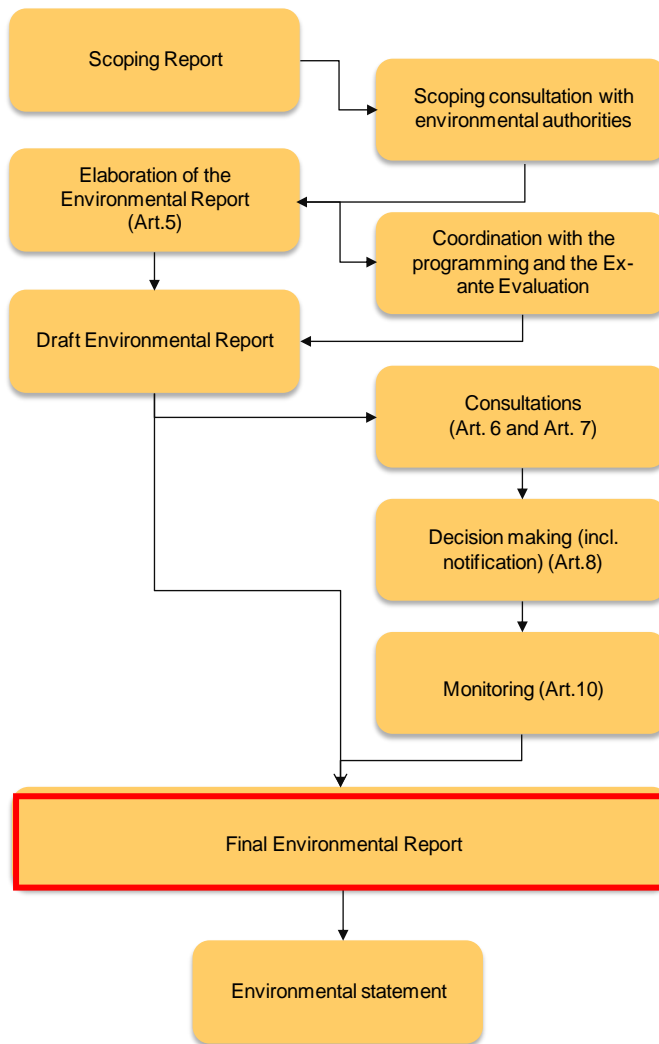 Scoping Report
Scoping consultation with
environmental authorities
Elaboration of the
Environmental Report
(Art.5)
Coordination with the
programming and the Ex-
ante Evaluation
Draft Environmental Report
Consultations
(Art. 6 and Art. 7)
Decision making (incl.
notification) (Art.8)
Monitoring (Art.10)
Final Environmental Report
Environmental statement